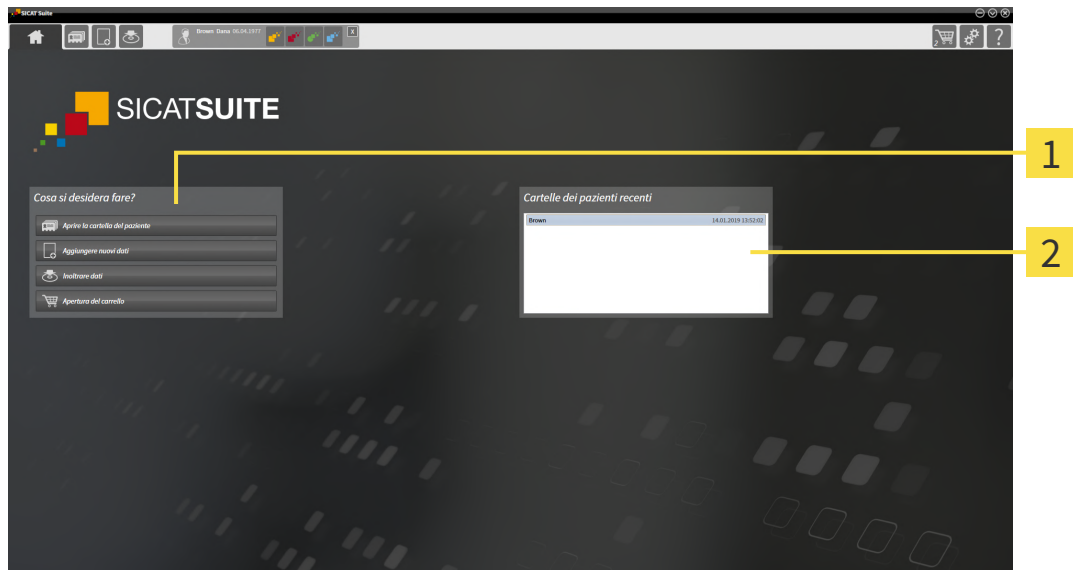 SICAT Suite
Brown Dana 06.04.1977
X
2
?
SICATSUITE
1
Cosa si desidera fare?
Aprire la cartella del paziente
Aggiungere nuovi dati
Inoltrare dati
Apertura del carrello
Cartelle dei pazienti recenti
Brown 14.01.2019 13:52:02
2